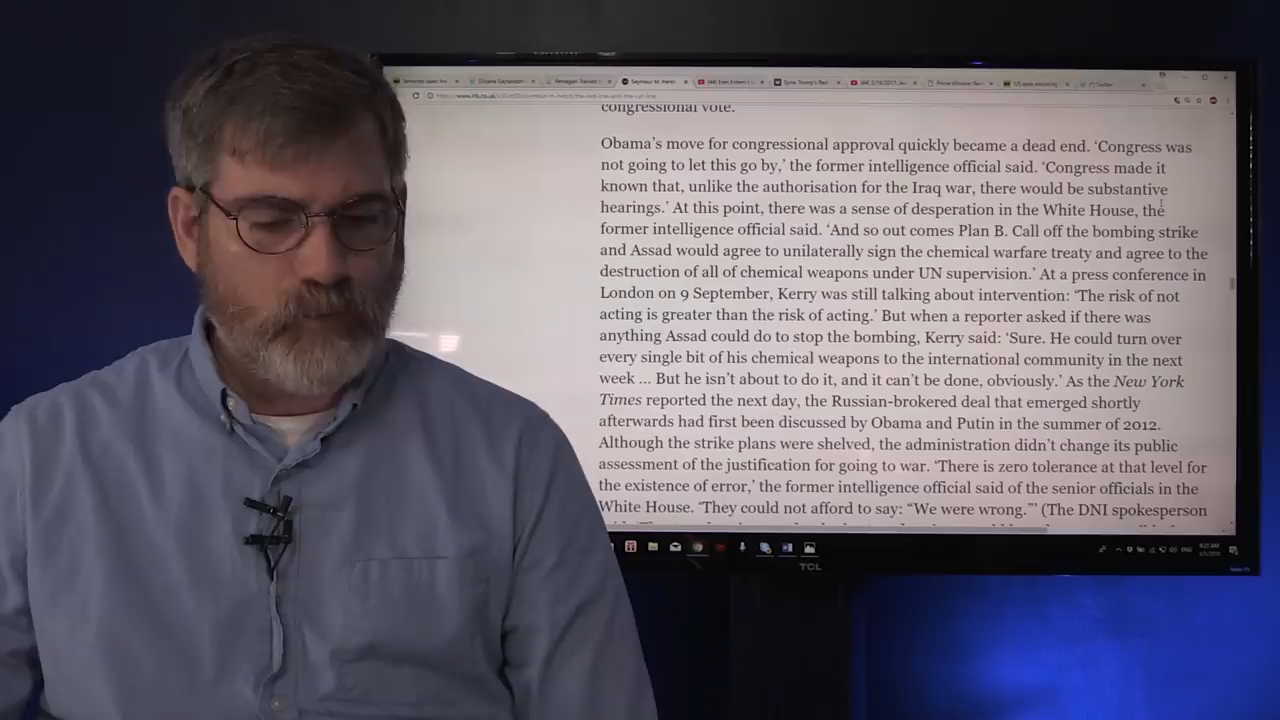 Seymour M. Hersh
congressional vote.
Obama's move for congressional approval quickly became a dead end. ‘Congress was
not going to let this go by,’ the former intelligence official said. ‘Congress made it
known that, unlike the authorisation for the Iraq war, there would be substantive
hearings.’ At this point, there was a sense of desperation in the White House, the
former intelligence official said. ‘And so out comes Plan B. Call off the bombing strike
and Assad would agree to unilaterally sign the chemical warfare treaty and agree to the
destruction of all of chemical weapons under UN supervision.’ At a press conference in
London on 9 September, Kerry was still talking about intervention: ‘The risk of not
acting is greater than the risk of acting.’ But when a reporter asked if there was
anything Assad could do to stop the bombing, Kerry said: ‘Sure. He could turn over
every single bit of his chemical weapons to the international community in the next
week ... But he isn't about to do it, and it can't be done, obviously.’ As the New York
Times reported the next day, the Russian-brokered deal that emerged shortly
afterwards had first been discussed by Obama and Putin in the summer of 2012.
Although the strike plans were shelved, the administration didn't change its public
assessment of the justification for going to war. ‘There is zero tolerance at that level for
the existence of error,’ the former intelligence official said of the senior officials in the
White House. ‘They could not afford to say: “We were wrong.”’ (The DNI spokesperson
ENG
TCL